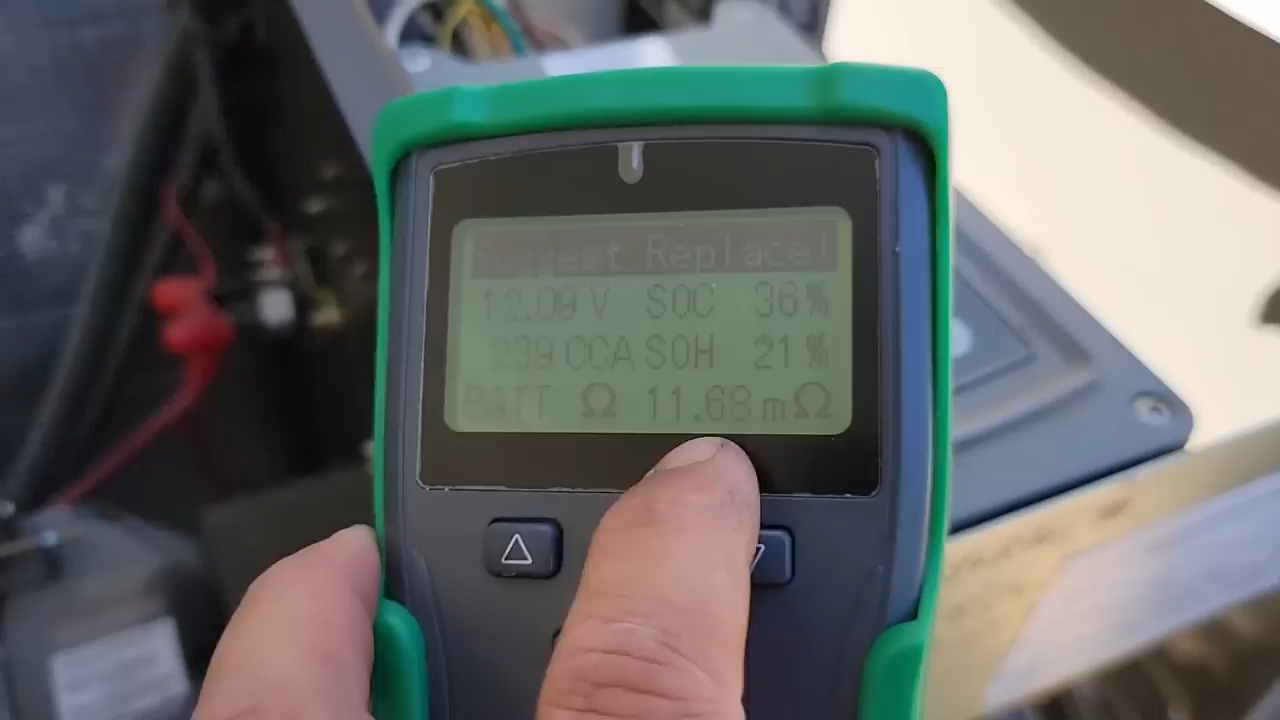 Suggest Replace!
12.09 V SOC 36%
239 CCA SOH 21%
BATT Ω 11.68 mΩ